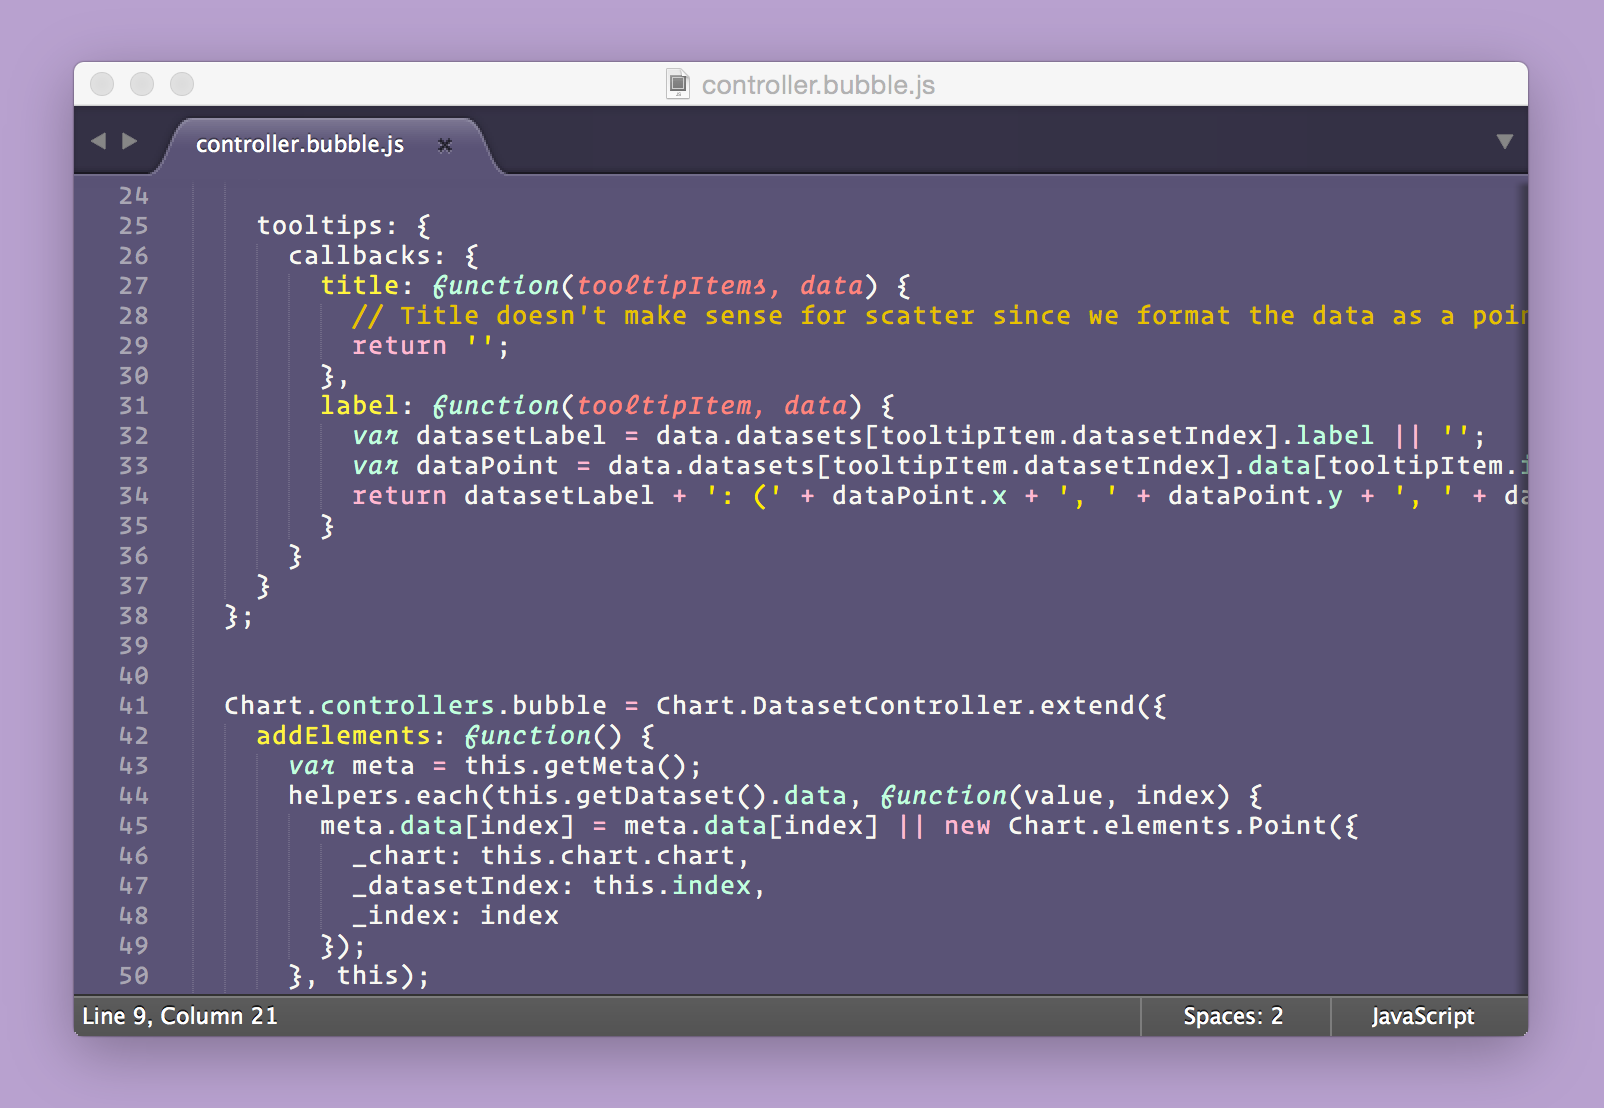 controller.bubble.js
controller.bubble.js ×
24
25 tooltips: {
26 callbacks: {
27 title: function(tooltipItems, data) {
28 // Title doesn't make sense for scatter since we format the data as a
29 return '';
30 },
31 label: function(tooltipItem, data) {
32 var datasetLabel = data.datasets[tooltipItem.datasetIndex].label || '';
33 var dataPoint = data.datasets[tooltipItem.datasetIndex].data[tooltipItem.
34 return datasetLabel + ': (' + dataPoint.x + ', ' + dataPoint.y + ', ' +
35 }
36 }
37 }
38 };
39
40
41 Chart.controllers.bubble = Chart.DatasetController.extend({
42 addElements: function() {
43 var meta = this.getMeta();
44 helpers.each(this.getDataset().data, function(value, index) {
45 meta.data[index] = meta.data[index] || new Chart.elements.Point({
46 _chart: this.chart.chart,
47 _datasetIndex: this.index,
48 _index: index
49 });
50 }, this);
Line 9, Column 21 Spaces: 2 JavaScript